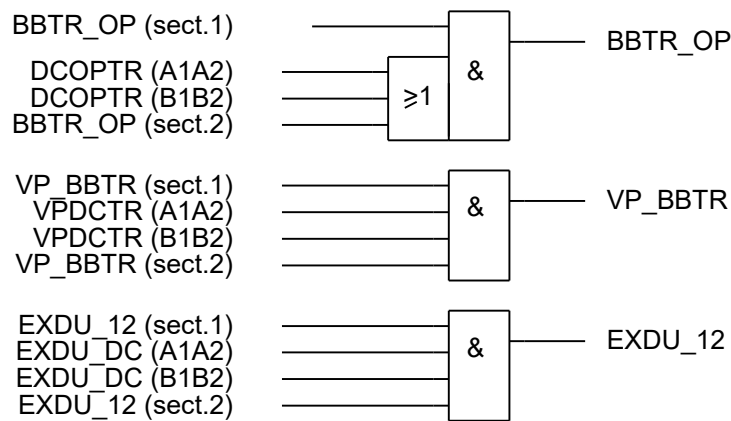 BBTR_OP (sect.1)
DCOPTR (A1A2)
DCOPTR (B1B2)
BBTR_OP (sect.2)
≥1
&
BBTR_OP
VP_BBTR (sect.1)
VPDCTR (A1A2)
VPDCTR (B1B2)
VP_BBTR (sect.2)
&
VP_BBTR
EXDU_12 (sect.1)
EXDU_DC (A1A2)
EXDU_DC (B1B2)
EXDU_12 (sect.2)
&
EXDU_12